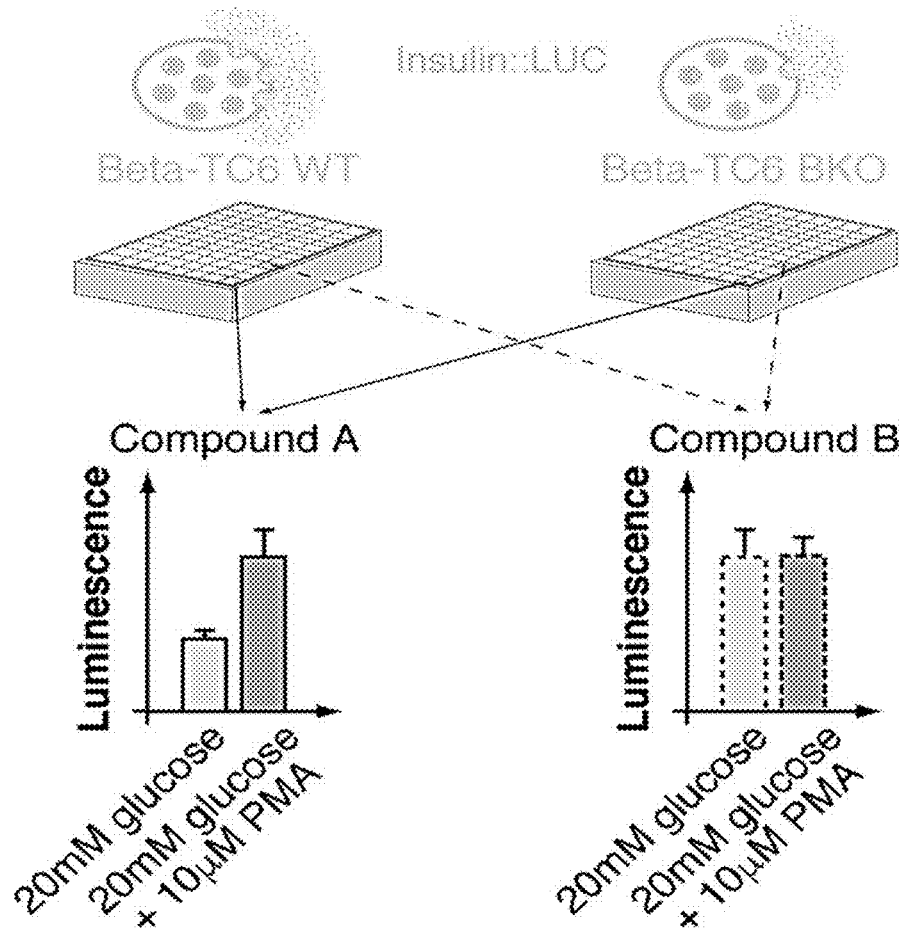 Insulin::LUC
Beta-TC6 WT
Beta-TC6 BKO
Compound A
Luminescence
20mM glucose
20mM glucose
+ 10μM PMA
Compound B
Luminescence
20mM glucose
20mM glucose
+ 10μM PMA